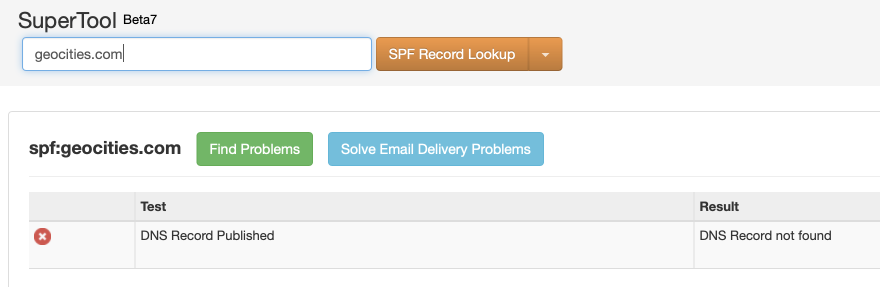 SuperTool Beta7
geocities.com SPF Record Lookup
spf:geocities.com Find Problems Solve Email Delivery Problems
Test Result
DNS Record Published DNS Record not found